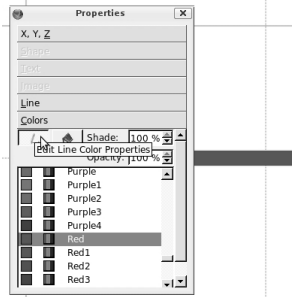 Properties
X, Y, Z
Shape
Text
Image
Line
Colors
Shade: 100 %
Edit Line Color Properties
Opacity: 100 %
Purple
Purple1
Purple2
Purple3
Purple4
Red
Red1
Red2
Red3